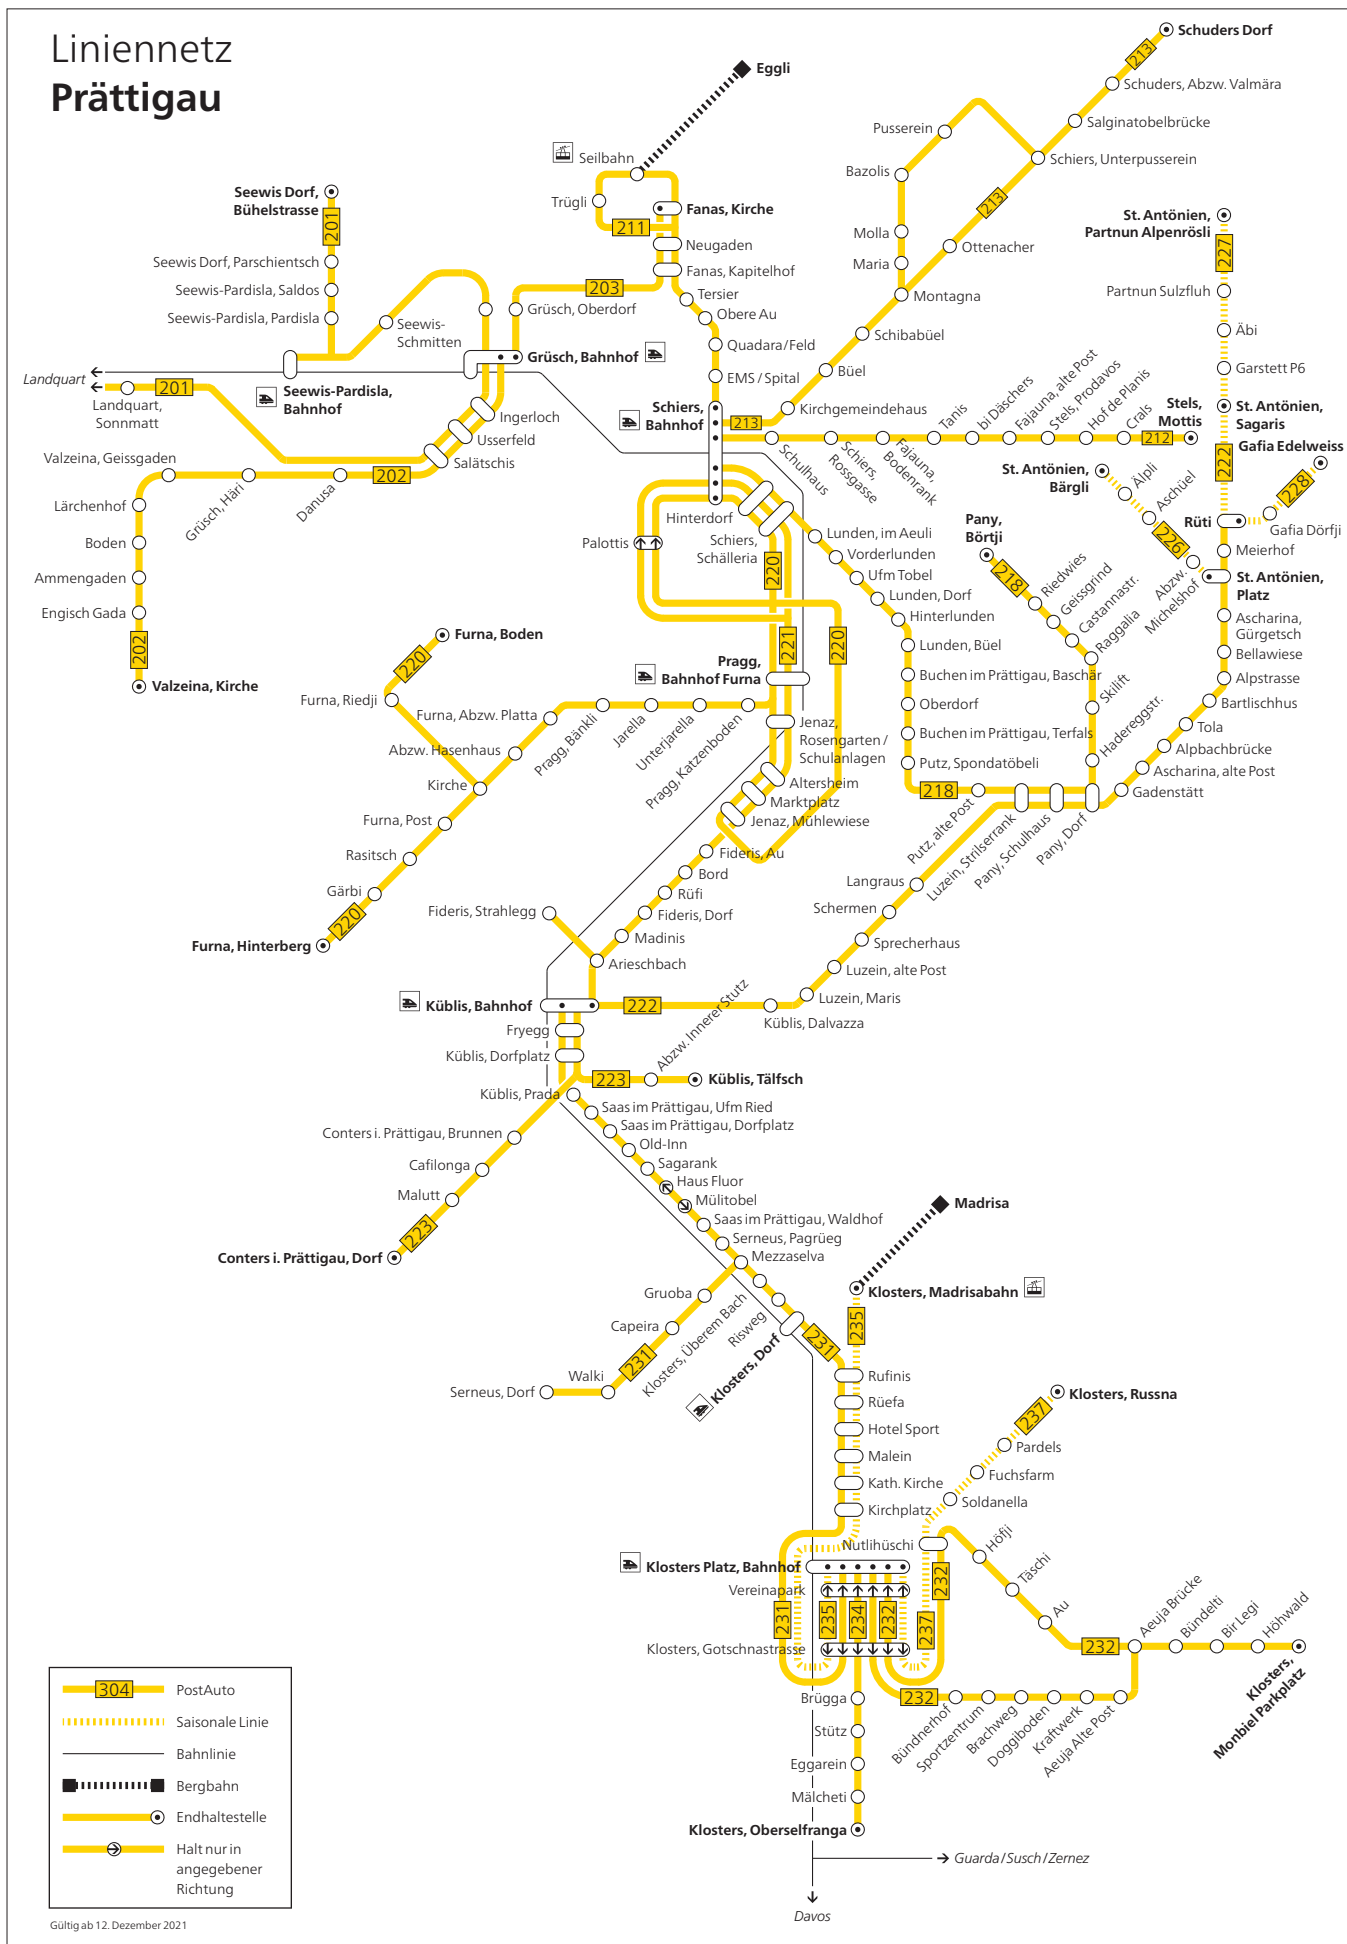 Liniennetz
Prättigau
Schuders Dorf
213
Schuders, Abzw. Valmära
Salginatobelbrücke
Schiers, Unterpusserein
Pusserein
Bazolis
213
Molla
Maria
Ottenacher
Montagna
Schibabüel
Büel
Kirchgemeindehaus
213
Eggli
Seilbahn
Trügli
211
Fanas, Kirche
Neugaden
Fanas, Kapitelhof
203
Tersier
Obere Au
Quadara/Feld
EMS / Spital
Schiers,
Bahnhof
Seewis Dorf,
Bühelstrasse
201
Seewis Dorf, Parschientsch
Seewis-Pardisla, Saldos
Seewis-Pardisla, Pardisla
Seewis-
Schmitten
Grüsch, Oberdorf
Grüsch, Bahnhof
Landquart
201
Landquart,
Sonnmatt
Seewis-Pardisla,
Bahnhof
Ingerloch
Usserfeld
Salätschis
Valzeina, Geissgaden
202
Grüsch, Häri
Danusa
Lärchenhof
Boden
Ammengaden
Engisch Gada
202
Valzeina, Kirche
St. Antönien,
Partnun Alpenrösli
227
Partnun Sulzfluh
Äbi
Garstett P6
St. Antönien,
Sagaris
222
Gafia Edelweiss
228
Gafia Dörfji
Rüti
Meierhof
St. Antönien,
Platz
St. Antönien,
Bärgli
Älpli
Aschüel
226
Abzw.
Michelshof
Ascharina,
Gürgetsch
Bellawiese
Alpstrasse
Bartlischhus
Tola
Alpbachbrücke
Ascharina, alte Post
Gadenstätt
Schulhaus
Schiers,
Rossgasse
Fajauna,
Bodenrank
Tanis
bi Däschers
Fajauna, alte Post
Stels, Prodavos
Hof de Planis
Crals
212
Stels,
Mottis
Pany,
Börtji
218
Riedwies
Geissgrind
Castannastr.
Raggalia
Skilift
Hadereggstr.
Hinterdorf
Schiers,
Schälleria
Palottis
220
221
220
Lunden, im Aeuli
Vorderlunden
Ufm Tobel
Lunden, Dorf
Hinterlunden
Lunden, Büel
Buchen im Prättigau, Baschär
Oberdorf
Buchen im Prättigau, Terfals
Putz, Spondatöbeli
218
Putz, alte Post
Luzein, Strilserrank
Pany, Schulhaus
Pany, Dorf
Pragg,
Bahnhof Furna
Furna, Boden
220
Furna, Riedji
Furna, Abzw. Platta
Abzw. Hasenhaus
Kirche
Pragg, Bänkli
Jarella
Unterjarella
Pragg, Katzenboden
Furna, Post
Rasitsch
Gärbi
220
Furna, Hinterberg
Jenaz,
Rosengarten /
Schulanlagen
Altersheim
Marktplatz
Jenaz, Mühlewiese
Fideris, Au
Bord
Rüfi
Fideris, Dorf
Madinis
Arieschbach
Fideris, Strahlegg
Langraus
Schermen
Sprecherhaus
Luzein, alte Post
Luzein, Maris
Küblis, Dalvazza
222
Küblis, Bahnhof
Fryegg
Küblis, Dorfplatz
Abzw. Innerer Stutz
223
Küblis, Tälfsch
Küblis, Prada
Conters i. Prättigau, Brunnen
Cafilonga
Malutt
223
Conters i. Prättigau, Dorf
Saas im Prättigau, Ufm Ried
Saas im Prättigau, Dorfplatz
Old-Inn
Sagarank
Haus Fluor
Mülitobel
Saas im Prättigau, Waldhof
Serneus, Pagrüeg
Mezzaselva
Gruoba
Capeira
231
Walki
Serneus, Dorf
Klosters, Überem Bach
Risweg
Klosters, Dorf
231
Madrisa
Klosters, Madrisabahn
235
Rufinis
Rüefa
Hotel Sport
Malein
Kath. Kirche
Kirchplatz
Klosters, Russna
237
Pardels
Fuchsfarm
Soldanella
Nutlihüschi
Klosters Platz, Bahnhof
Vereinapark
231
235
234
232
237
232
Klosters, Gotschnastrasse
Höfji
Täschi
Au
232
Aeuja Brücke
Bündelti
Bir Legi
Höhwald
Klosters,
Monbiel Parkplatz
232
Bündnerhof
Sportzentrum
Brachweg
Doggiboden
Kraftwerk
Aeuja Alte Post
Brügga
Stütz
Eggarein
Mälcheti
Klosters, Oberselfranga
Guarda / Susch / Zernez
Davos
304
PostAuto
Saisonale Linie
Bahnlinie
Bergbahn
Endhaltestelle
Halt nur in
angegebener
Richtung
Gültig ab 12. Dezember 2021